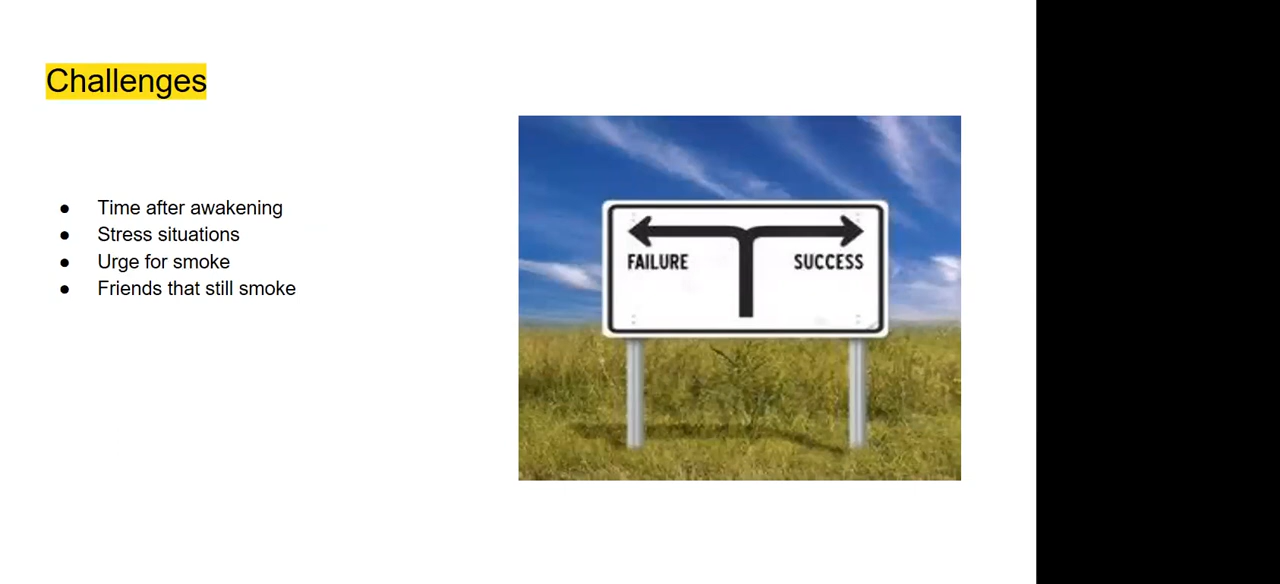 Challenges
● Time after awakening
● Stress situations
● Urge for smoke
● Friends that still smoke
FAILURE SUCCESS